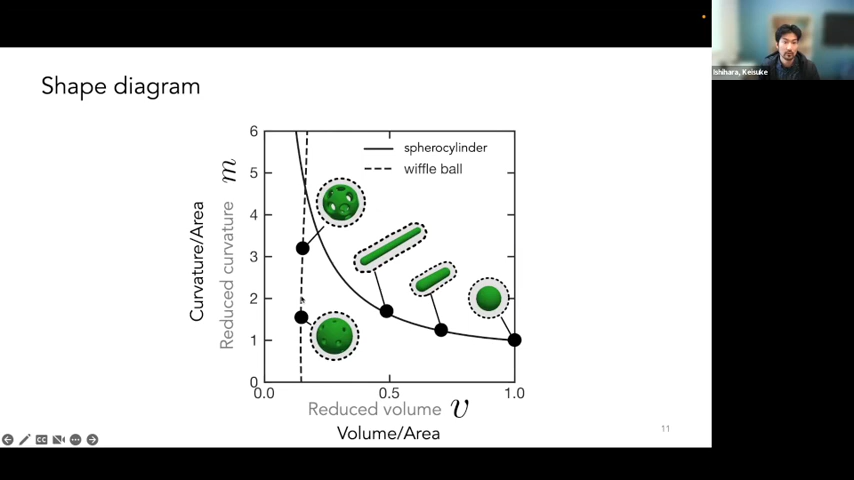 Ishihara, Keisuke
Shape diagram
6
5
4
3
2
1
0
spherocylinder
wiffle ball
Curvature/Area
Reduced curvature m
0.0
0.5
1.0
Reduced volume v
Volume/Area
11
CC